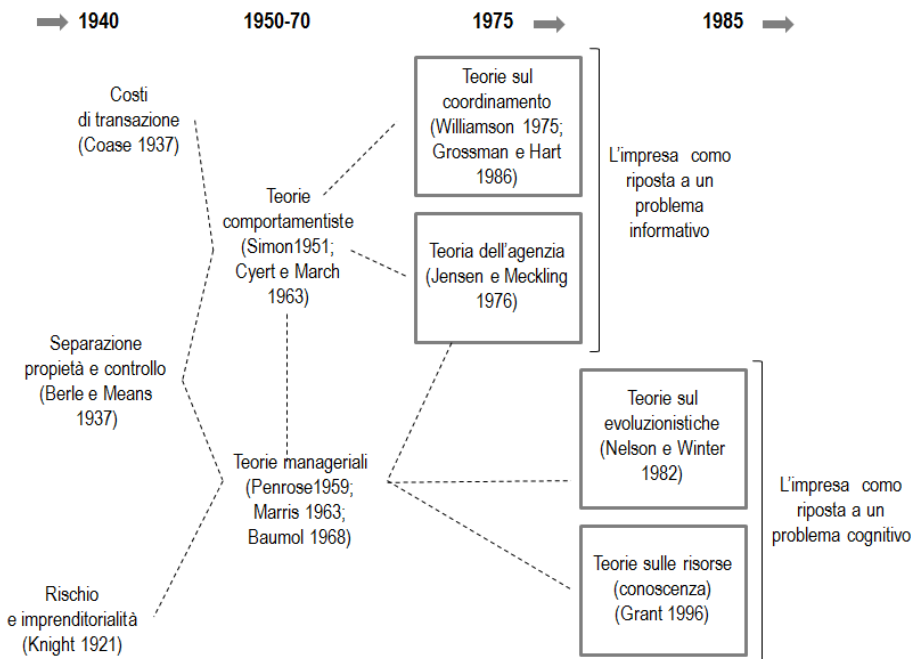 1940
1950-70
1975
1985
Costi
di transazione
(Coase 1937)
Separazione
propietà e controllo
(Berle e Means
1937)
Rischio
e imprenditorialità
(Knight 1921)
Teorie
comportamentiste
(Simon1951;
Cyert e March
1963)
Teorie manageriali
(Penrose1959;
Marris 1963;
Baumol 1968)
Teorie sul
coordinamento
(Williamson 1975;
Grossman e Hart
1986)
Teoria dell'agenzia
(Jensen e Meckling
1976)
L'impresa como
riposta a un
problema
informativo
Teorie sul
evoluzionistiche
(Nelson e Winter
1982)
Teorie sulle risorse
(conoscenza)
(Grant 1996)
L'impresa como
riposta a un
problema cognitivo